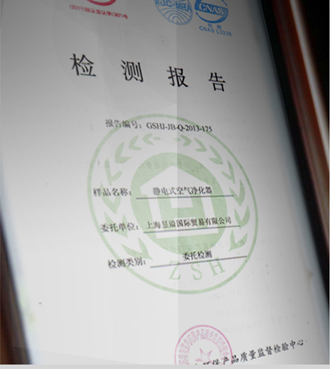 CNAS
检测报告
报告编号: GSHJ-JB-Q-2013-175
样品名称: 静电式空气净化器
委托单位: 上海昱溢国际贸易有限公司
检测类别: 委托检测
ZSH
环保产品质量监督检验中心